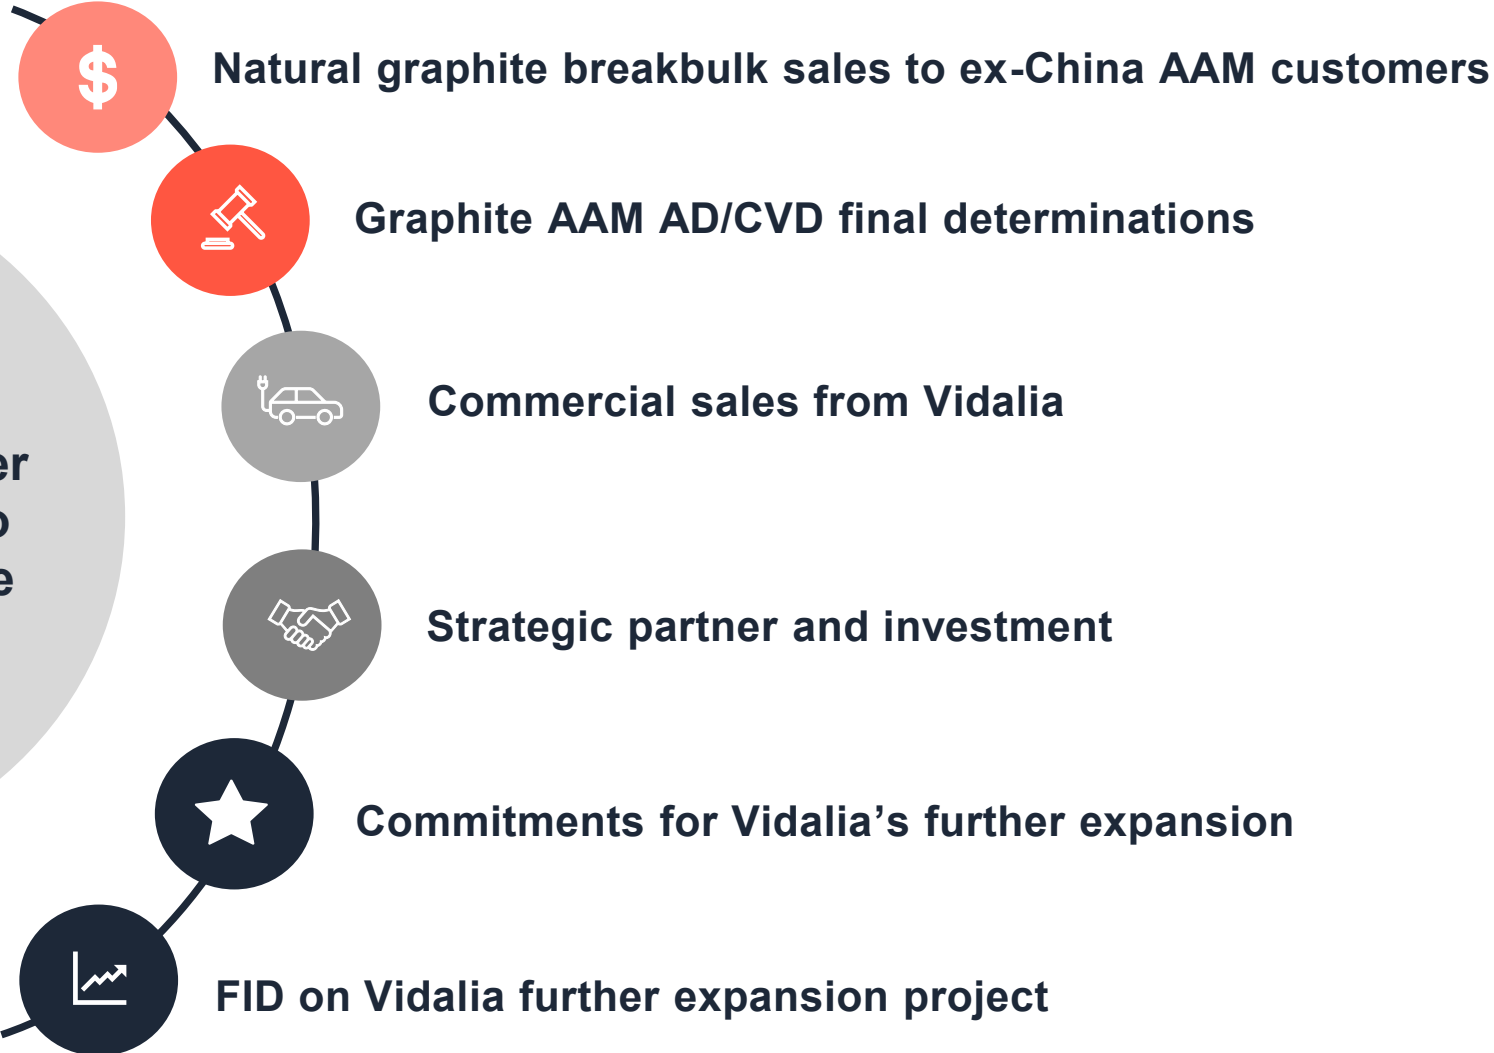 Natural graphite breakbulk sales to ex-China AAM customers
Graphite AAM AD/CVD final determinations
Commercial sales from Vidalia
Strategic partner and investment
Commitments for Vidalia’s further expansion
FID on Vidalia further expansion project